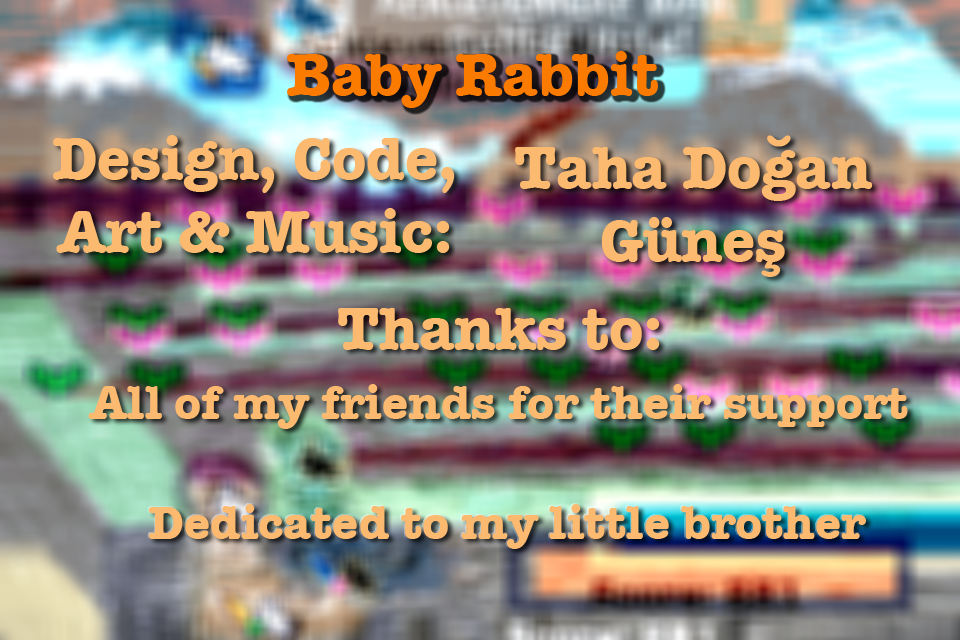 Baby Rabbit
Design, Code,
Art & Music:
Taha Doğan
Güneş
Thanks to:
All of my friends for their support
Dedicated to my little brother